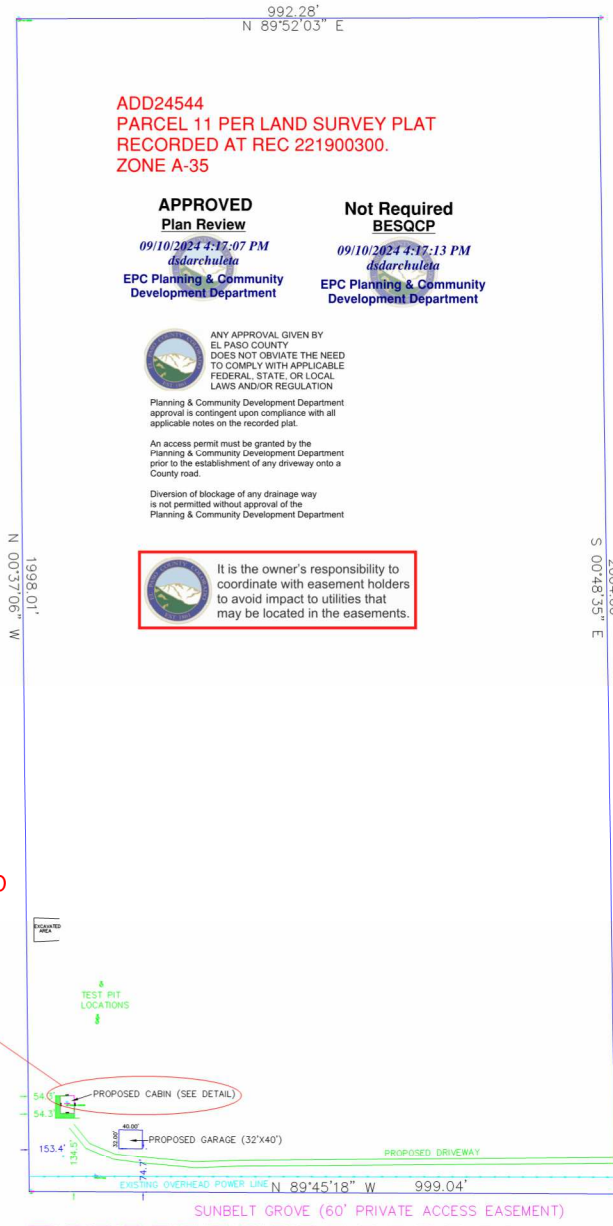 992.28'
N 89°52'03" E
ADD24544
PARCEL 11 PER LAND SURVEY PLAT
RECORDED AT REC 221900300.
ZONE A-35
APPROVED
Plan Review
09/10/2024 4:17:07 PM
dsdarchuleta
EPC Planning & Community
Development Department
Not Required
BESQCP
09/10/2024 4:17:13 PM
dsdarchuleta
EPC Planning & Community
Development Department
ANY APPROVAL GIVEN BY
EL PASO COUNTY
DOES NOT OBVIATE THE NEED
TO COMPLY WITH APPLICABLE
FEDERAL, STATE, OR LOCAL
LAWS AND/OR REGULATION
Planning & Community Development Department
approval is contingent upon compliance with all
applicable notes on the recorded plat.
An access permit must be granted by the
Planning & Community Development Department
prior to the establishment of any driveway onto a
County road.
Diversion of blockage of any drainage way
is not permitted without approval of the
Planning & Community Development Department
N 00°37'06" W
1998.01'
S 00°48'35" E
It is the owner's responsibility to
coordinate with easement holders
to avoid impact to utilities that
may be located in the easements.
EXCAVATED
AREA
TEST PIT
LOCATIONS
PROPOSED CABIN (SEE DETAIL)
54.3'
40.00'
32.00'
PROPOSED GARAGE (32'X40')
153.4'
134.5'
74.7'
PROPOSED DRIVEWAY
EXISTING OVERHEAD POWER LINE
N 89°45'18" W
999.04'
SUNBELT GROVE (60' PRIVATE ACCESS EASEMENT)